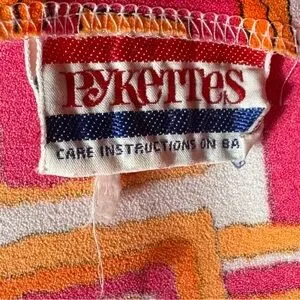 PYKETTES
CARE INSTRUCTIONS ON BA